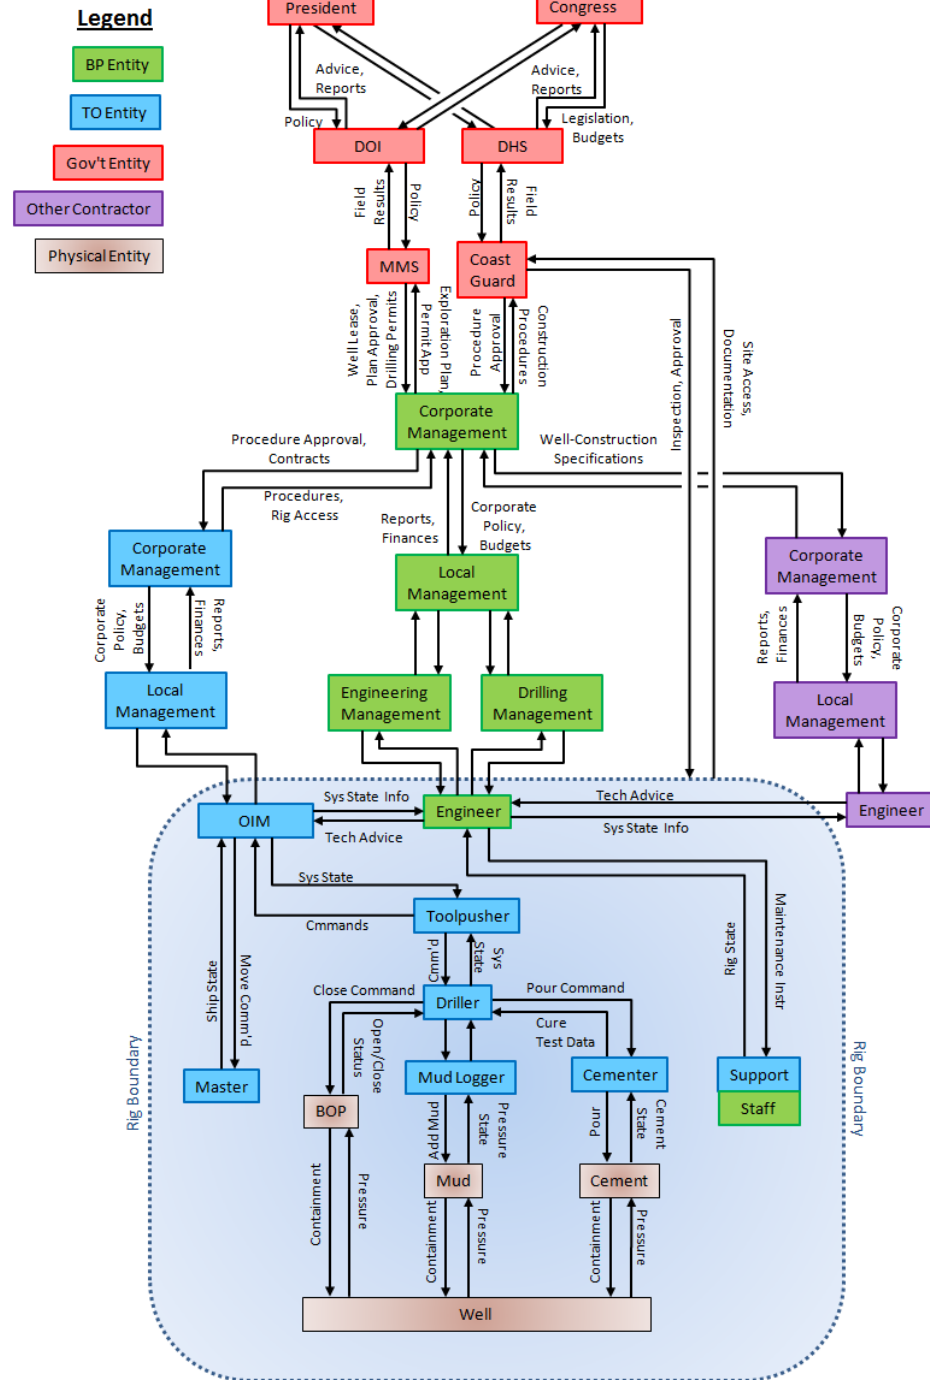 Legend
BP Entity
TO Entity
Gov't Entity
Other Contractor
Physical Entity
President
Congress
Advice,
Reports
Advice,
Reports
Policy
Legislation,
Budgets
DOI
DHS
Field
Results
Policy
Policy
Field
Results
MMS
Coast
Guard
Well Lease,
Plan Approval,
Drilling Permits
Exploration Plan,
Permit App
Procedure
Approval
Construction
Procedures
Inspection, Approval
Site Access,
Documentation
Corporate
Management
Procedure Approval,
Contracts
Well-Construction
Specifications
Procedures,
Rig Access
Reports,
Finances
Corporate
Policy,
Budgets
Corporate
Management
Local
Management
Corporate
Management
Corporate
Policy,
Budgets
Reports,
Finances
Reports,
Finances
Corporate
Policy,
Budgets
Local
Management
Engineering
Management
Drilling
Management
Local
Management
OIM
Sys State Info
Engineer
Tech Advice
Engineer
Tech Advice
Sys State Info
Sys State
Cmmands
Toolpusher
Cmm'd
Sys
State
Rig State
Maintenance Instr
Ship State
Move Comm'd
Close Command
Driller
Pour Command
Open/Close
Status
Cure
Test Data
Rig Boundary
Rig Boundary
Master
BOP
Mud Logger
Cementer
Support
Staff
Add Mud
Pressure
State
Pour
Cement
State
Mud
Cement
Containment
Pressure
Containment
Pressure
Containment
Pressure
Well